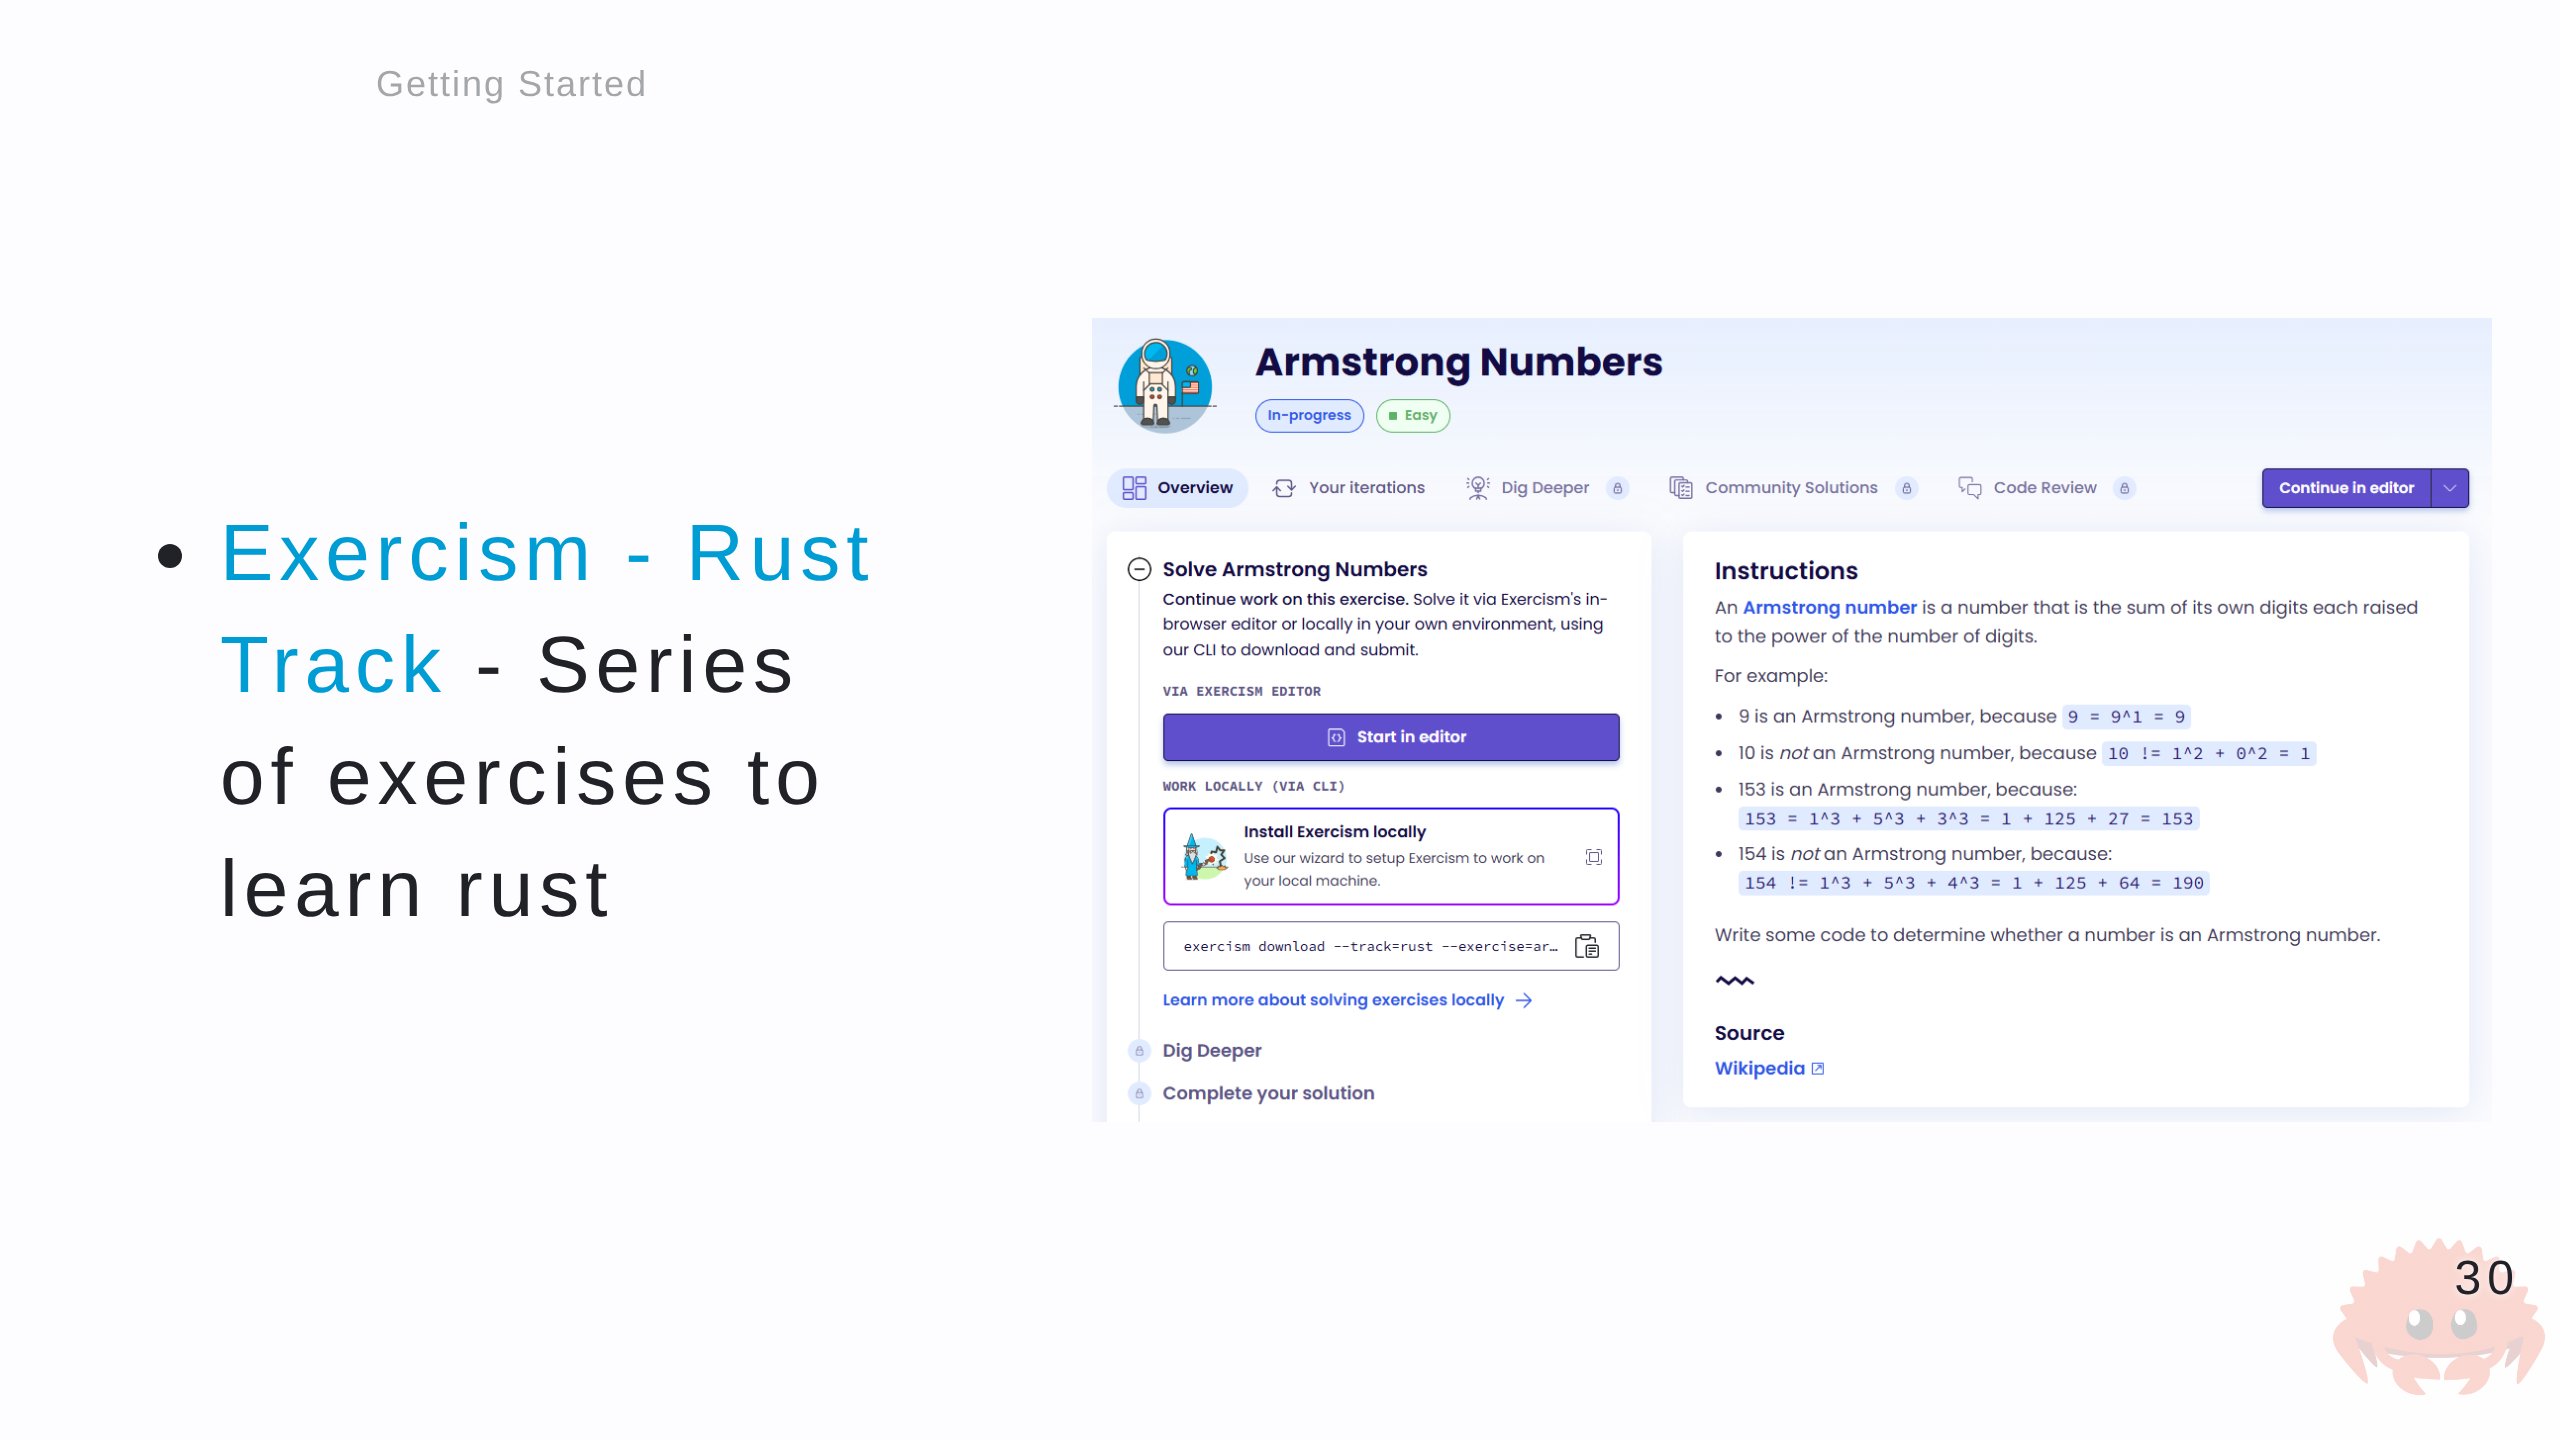 Getting Started
• Exercism - Rust
Track - Series
of exercises to
learn rust
Armstrong Numbers
In-progress
Easy
Overview
Your iterations
Dig Deeper
Community Solutions
Code Review
Continue in editor
Solve Armstrong Numbers
Continue work on this exercise. Solve it via Exercism's in-
browser editor or locally in your own environment, using
our CLI to download and submit.
VIA EXERCISM EDITOR
Start in editor
WORK LOCALLY (VIA CLI)
Install Exercism locally
Use our wizard to setup Exercism to work on
your local machine.
exercism download --track=rust --exercise=ar…
Learn more about solving exercises locally →
Dig Deeper
Complete your solution
Instructions
An Armstrong number is a number that is the sum of its own digits each raised
to the power of the number of digits.
For example:
• 9 is an Armstrong number, because 9 = 9^1 = 9
• 10 is not an Armstrong number, because 10 != 1^2 + 0^2 = 1
• 153 is an Armstrong number, because:
153 = 1^3 + 5^3 + 3^3 = 1 + 125 + 27 = 153
• 154 is not an Armstrong number, because:
154 != 1^3 + 5^3 + 4^3 = 1 + 125 + 64 = 190
Write some code to determine whether a number is an Armstrong number.
Source
Wikipedia
30